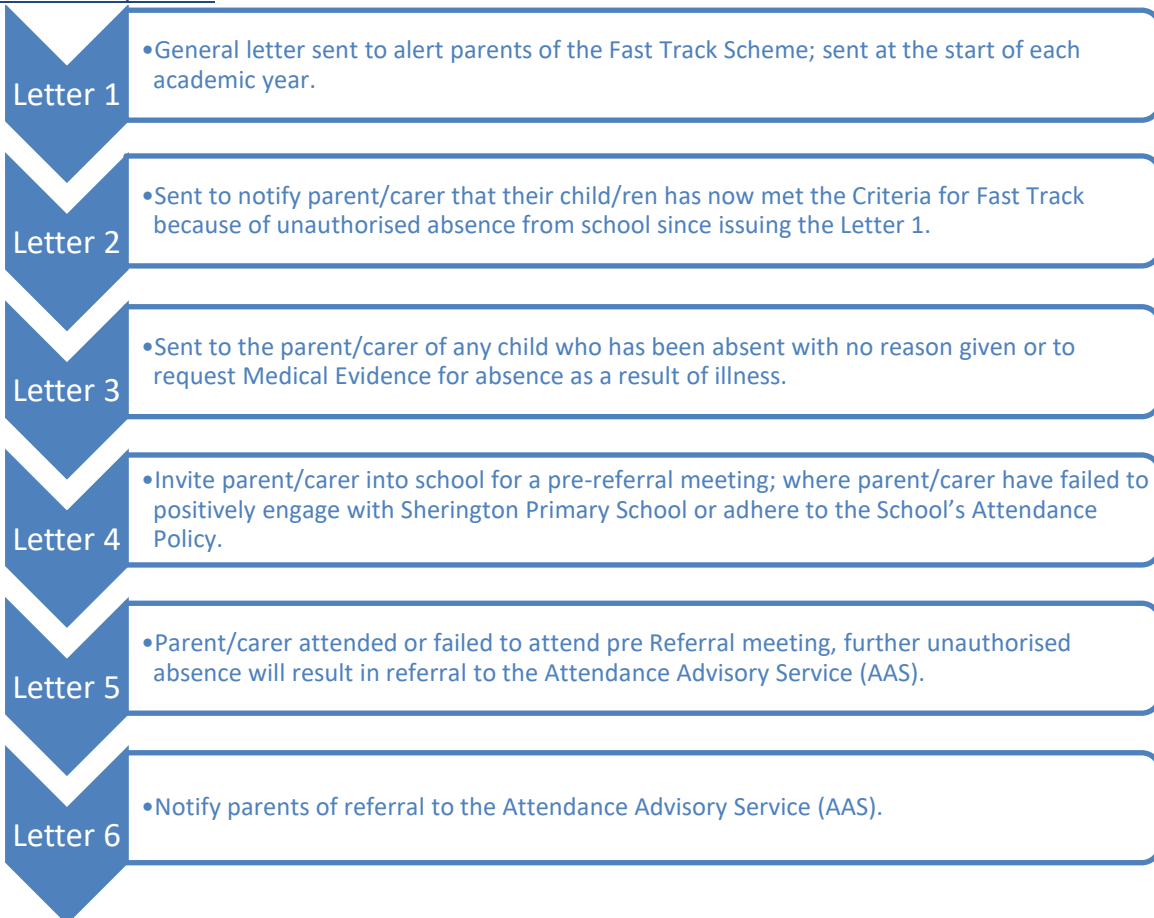 Letter 1
•General letter sent to alert parents of the Fast Track Scheme; sent at the start of each
academic year.
Letter 2
•Sent to notify parent/carer that their child/ren has now met the Criteria for Fast Track
because of unauthorised absence from school since issuing the Letter 1.
Letter 3
•Sent to the parent/carer of any child who has been absent with no reason given or to
request Medical Evidence for absence as a result of illness.
Letter 4
•Invite parent/carer into school for a pre-referral meeting; where parent/carer have failed to
positively engage with Sherington Primary School or adhere to the School’s Attendance
Policy.
Letter 5
•Parent/carer attended or failed to attend pre Referral meeting, further unauthorised
absence will result in referral to the Attendance Advisory Service (AAS).
Letter 6
•Notify parents of referral to the Attendance Advisory Service (AAS).